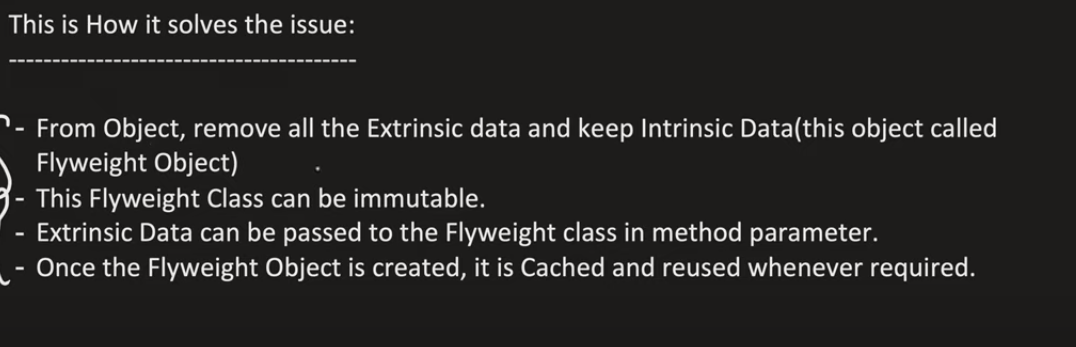 This is How it solves the issue:
----------------------------------------
- From Object, remove all the Extrinsic data and keep Intrinsic Data(this object called
Flyweight Object)
- This Flyweight Class can be immutable.
- Extrinsic Data can be passed to the Flyweight class in method parameter.
- Once the Flyweight Object is created, it is Cached and reused whenever required.